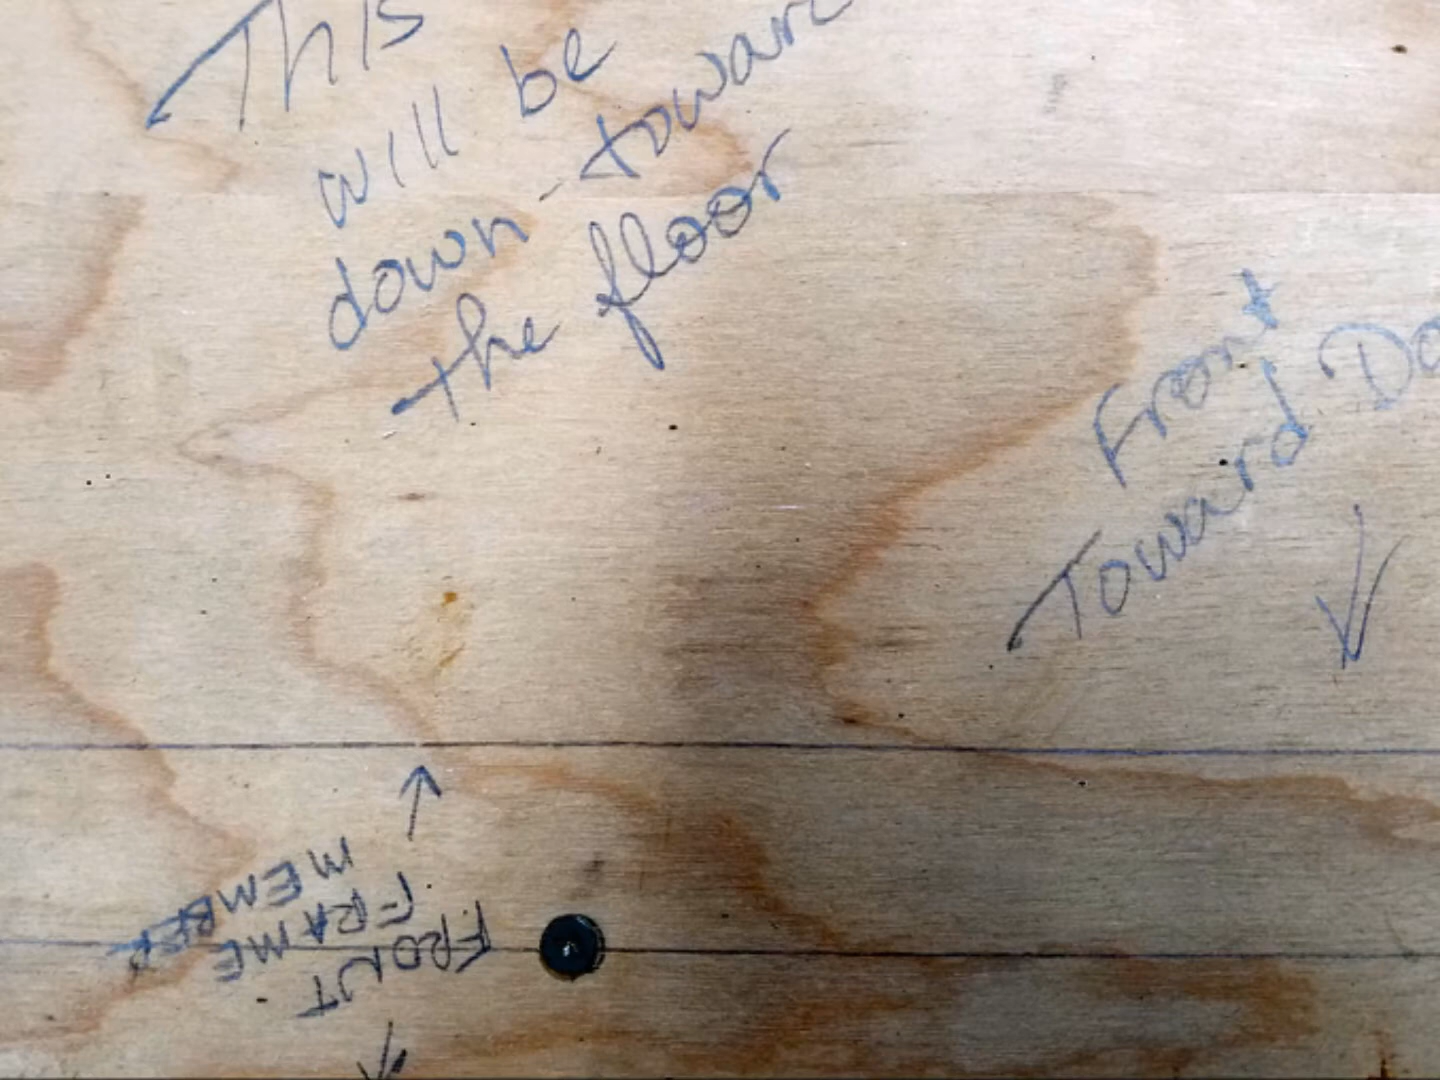 This
will be
down - toward
the floor
Front
Toward
FRONT
FRAME
MEMBER